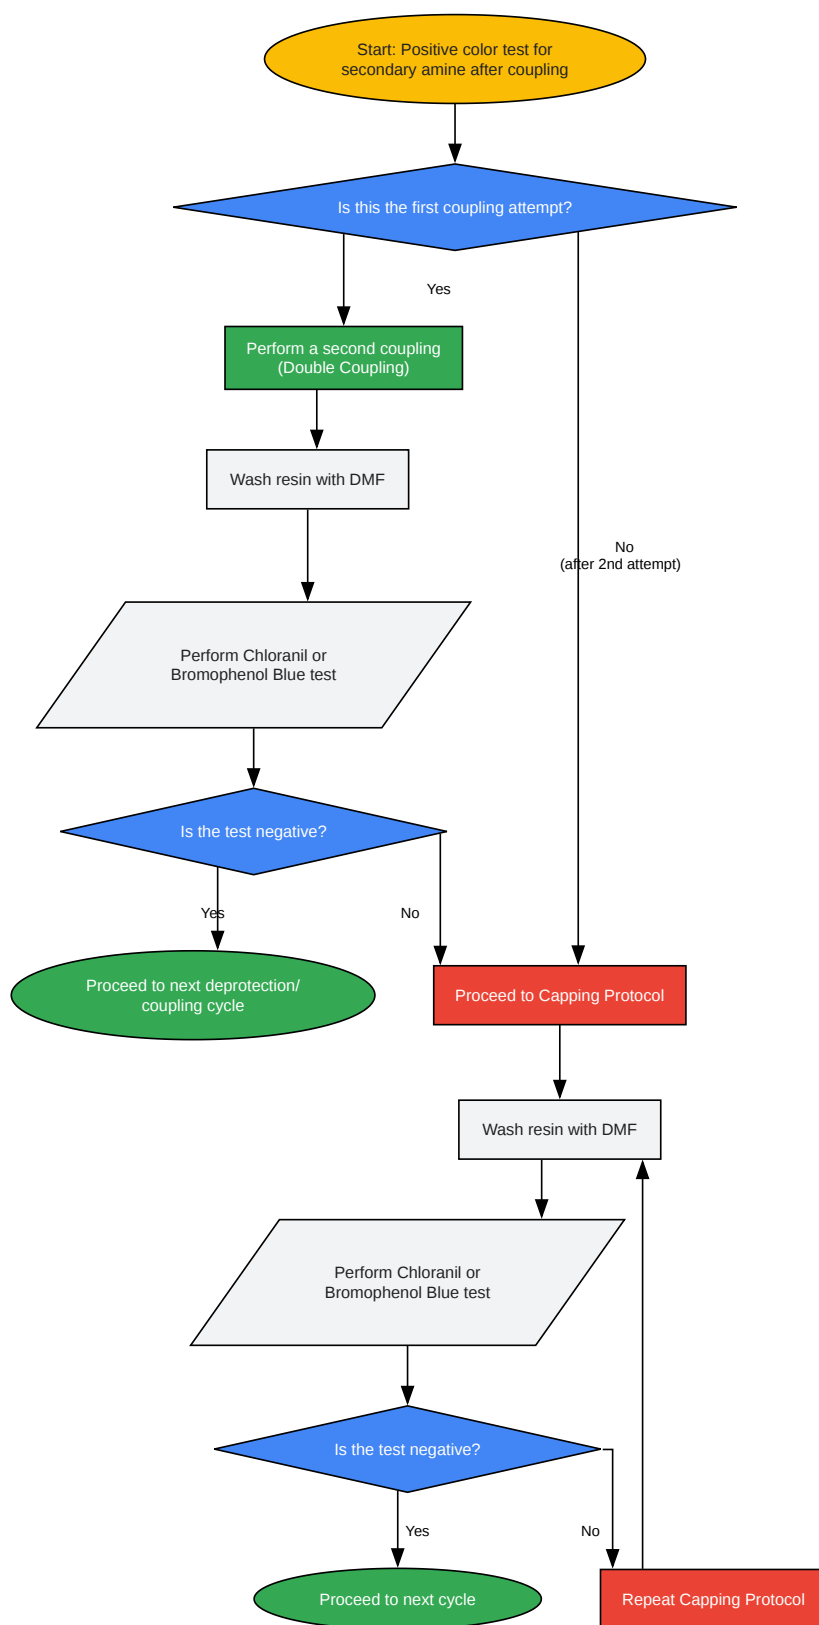 Start: Positive color test for
secondary amine after coupling
Is this the first coupling attempt?
Yes
Perform a second coupling
(Double Coupling)
Wash resin with DMF
No
(after 2nd attempt)
Perform Chloranil or
Bromophenol Blue test
Is the test negative?
Yes
No
Proceed to next deprotection/
coupling cycle
Proceed to Capping Protocol
Wash resin with DMF
Perform Chloranil or
Bromophenol Blue test
Is the test negative?
Yes
No
Proceed to next cycle
Repeat Capping Protocol